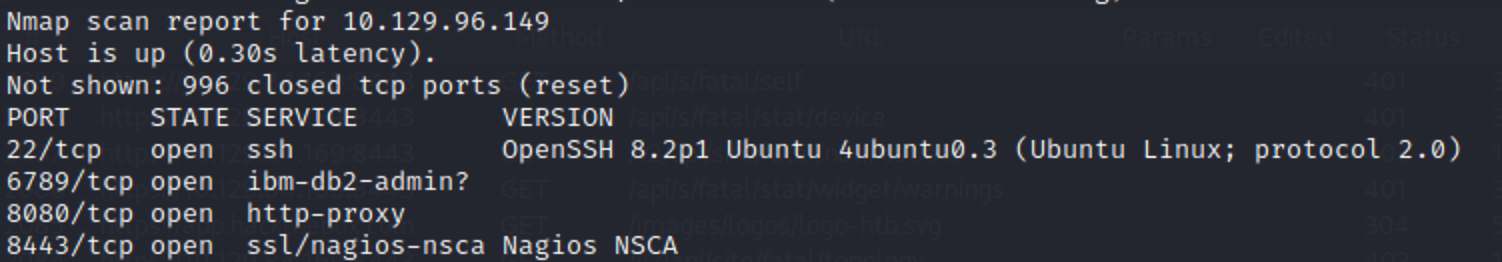 Nmap scan report for 10.129.96.149
Host is up (0.30s latency).
Not shown: 996 closed tcp ports (reset)
PORT     STATE SERVICE         VERSION
22/tcp   open  ssh             OpenSSH 8.2p1 Ubuntu 4ubuntu0.3 (Ubuntu Linux; protocol 2.0)
6789/tcp open  ibm-db2-admin?
8080/tcp open  http-proxy
8443/tcp open  ssl/nagios-nsca Nagios NSCA